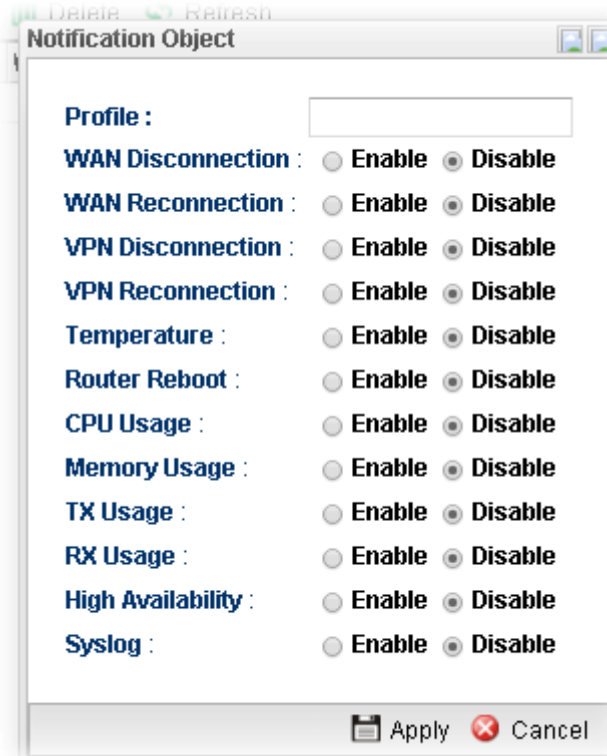 Delete Refresh
Notification Object
Profile :
WAN Disconnection : Enable Disable
WAN Reconnection : Enable Disable
VPN Disconnection : Enable Disable
VPN Reconnection : Enable Disable
Temperature : Enable Disable
Router Reboot : Enable Disable
CPU Usage : Enable Disable
Memory Usage : Enable Disable
TX Usage : Enable Disable
RX Usage : Enable Disable
High Availability : Enable Disable
Syslog : Enable Disable
Apply Cancel